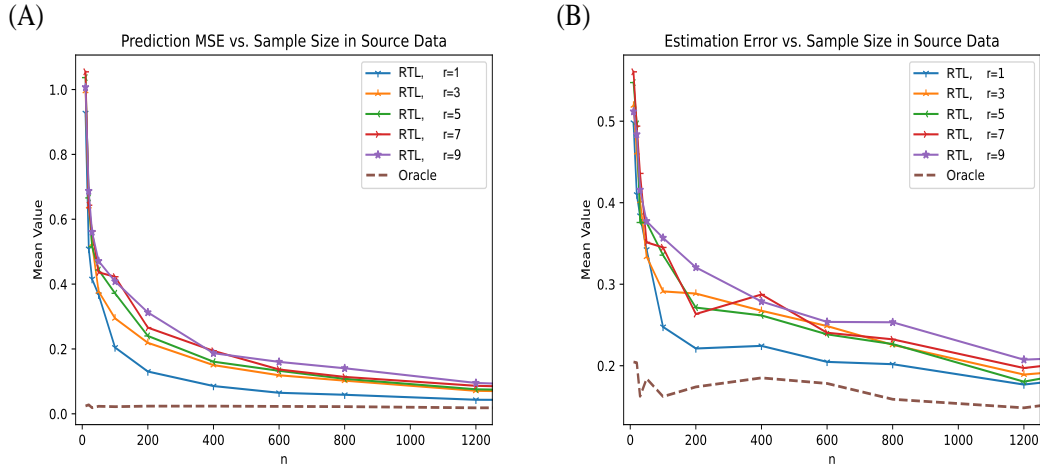 (A)
Prediction MSE vs. Sample Size in Source Data
Mean Value
1.0
0.8
0.6
0.4
0.2
0.0
0
200
400
600
800
1000
1200
n
RTL, r=1
RTL, r=3
RTL, r=5
RTL, r=7
RTL, r=9
Oracle
(B)
Estimation Error vs. Sample Size in Source Data
Mean Value
0.5
0.4
0.3
0.2
0
200
400
600
800
1000
1200
n
RTL, r=1
RTL, r=3
RTL, r=5
RTL, r=7
RTL, r=9
Oracle